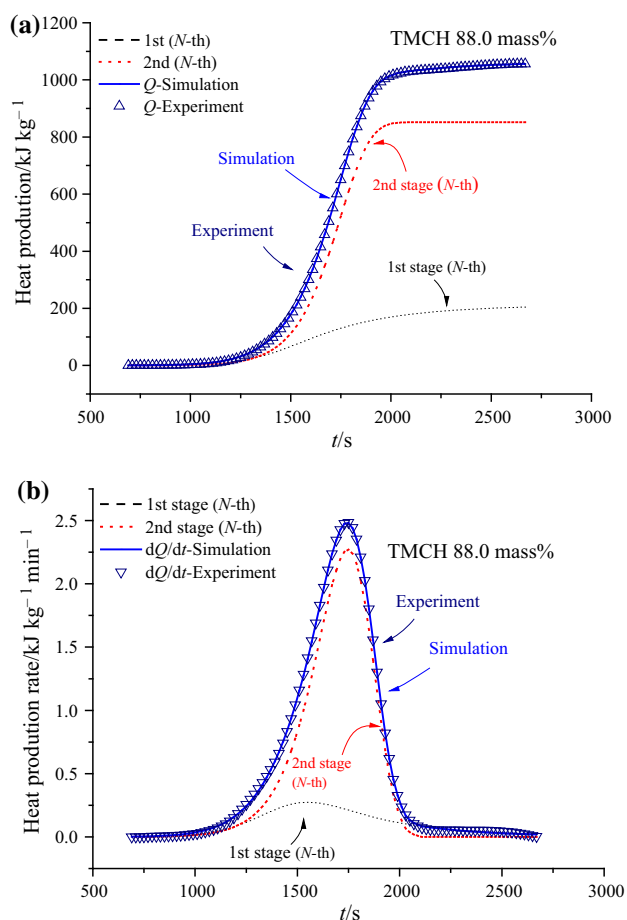 (a)
TMCH 88.0 mass%
1st (N-th)
2nd (N-th)
Q-Simulation
Q-Experiment
Simulation
2nd stage (N-th)
Experiment
1st stage (N-th)
Heat production/kJ kg⁻¹
1200
1000
800
600
400
200
0
500 1000 1500 2000 2500 3000
t/s
(b)
1st stage (N-th)
2nd stage (N-th)
dQ/dt-Simulation
dQ/dt-Experiment
TMCH 88.0 mass%
Experiment
Simulation
2nd stage
(N-th)
1st stage (N-th)
Heat prodution rate/kJ kg⁻¹ min⁻¹
2.5
2.0
1.5
1.0
0.5
0.0
500 1000 1500 2000 2500 3000
t/s